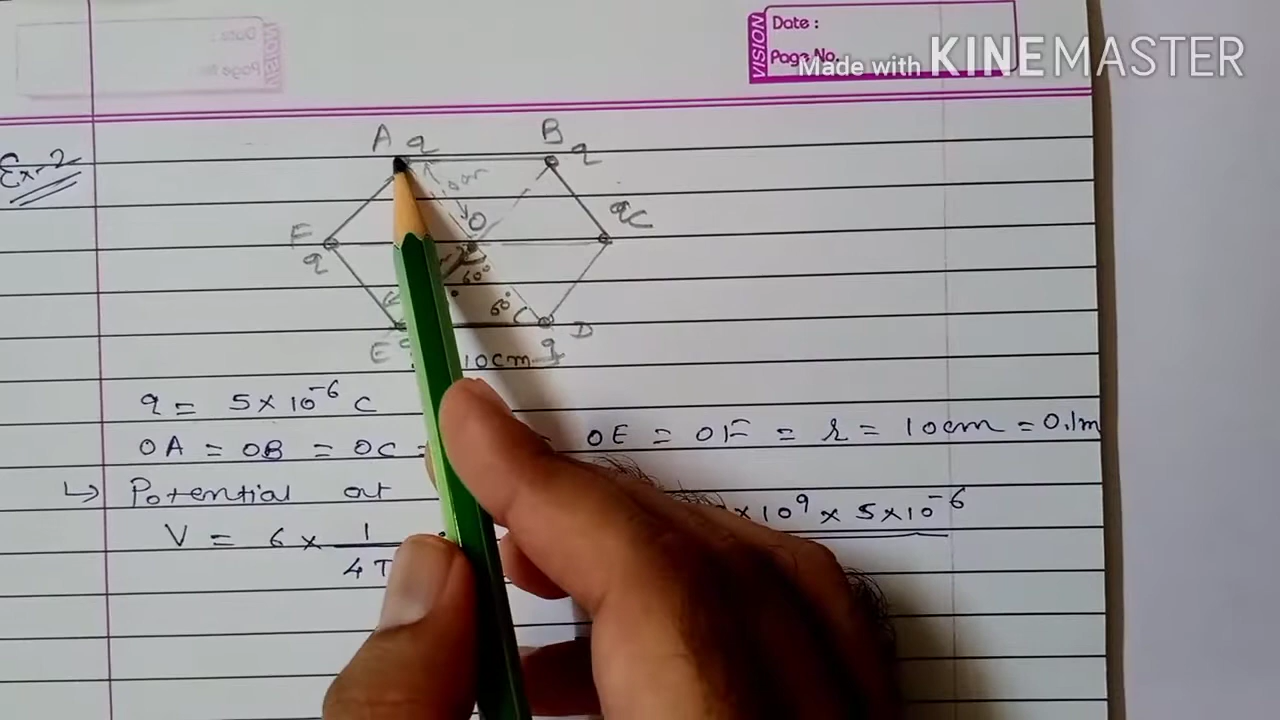 Date :
VISION
Page No.
Made with KINEMASTER
Ex-2
A q B q
10cm
F q O q C
60°
60°
E D
10cm q
q = 5×10⁻⁶ C
OA = OB = OC = OE = OF = r = 10cm = 0.1m
↳ Potential at
V = 6 × 1 ×10⁹ × 5×10⁻⁶
4